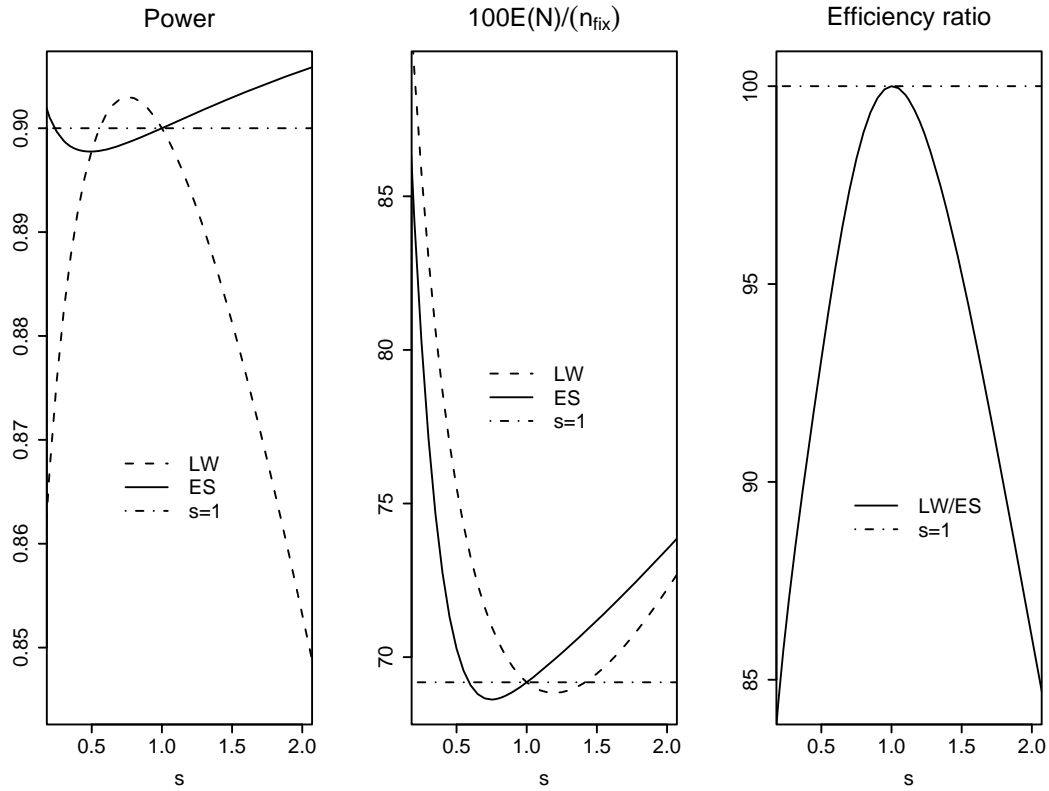 Power
0.90
0.89
0.88
0.87
0.86
0.85
LW
ES
s=1
0.5 1.0 1.5 2.0
s
100E(N)/(nfix)
85
80
75
70
LW
ES
s=1
0.5 1.0 1.5 2.0
s
Efficiency ratio
100
95
90
85
LW/ES
s=1
0.5 1.0 1.5 2.0
s